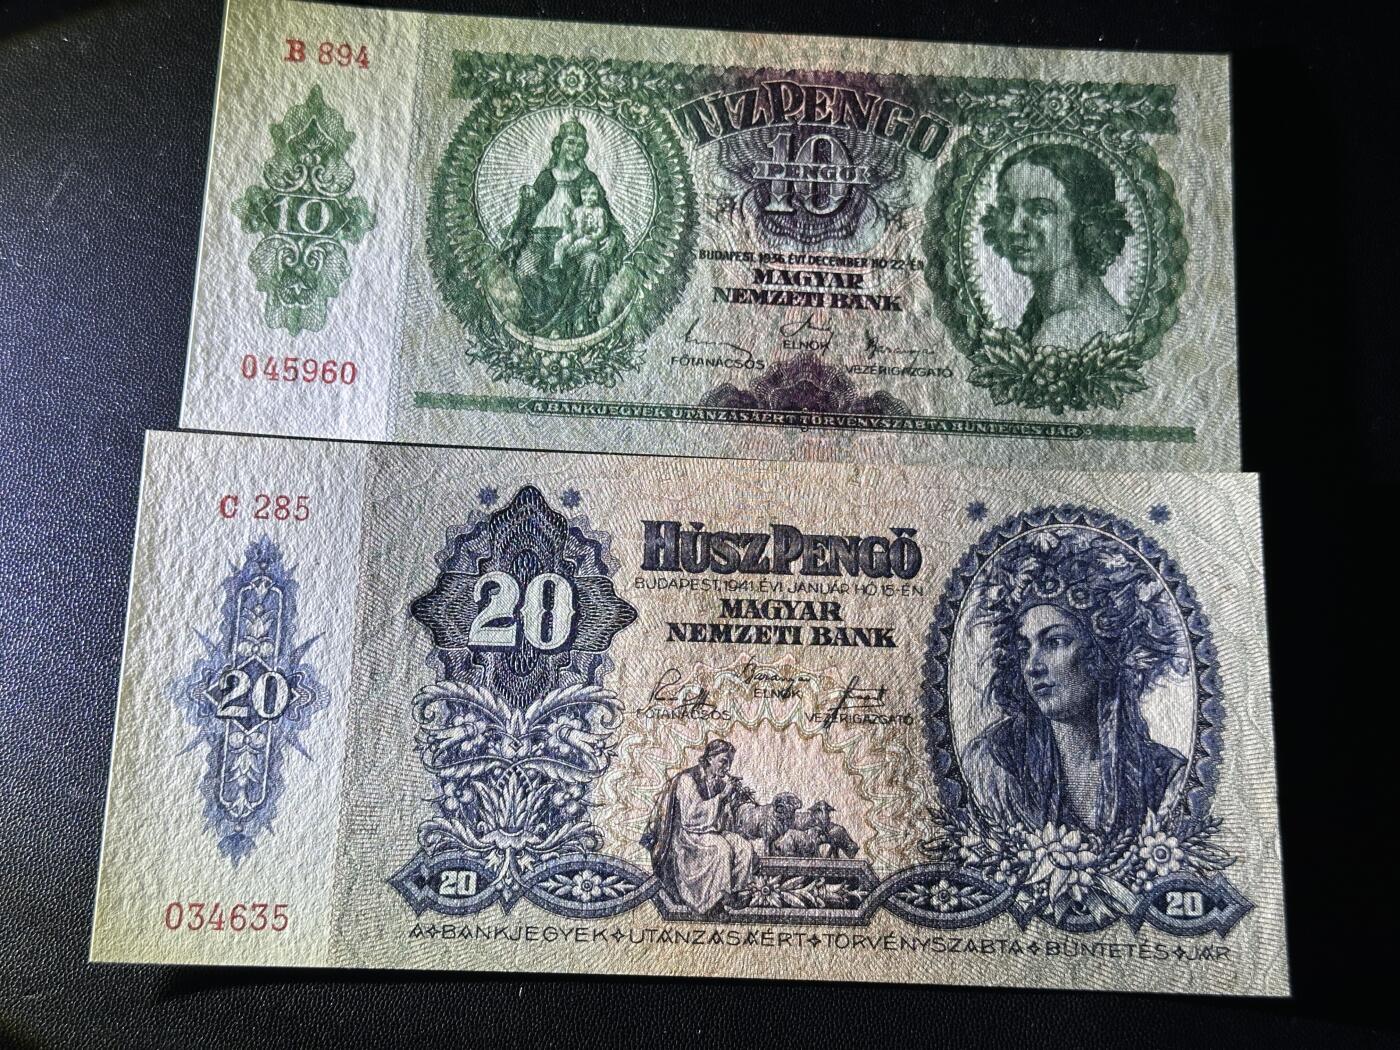 B 894
TIZ PENGŐ
10
10
PENGŐ
BUDAPEST, 1936. ÉVI DECEMBER HÓ 22-ÉN
MAGYAR
NEMZETI BANK
ELNÖK
FŐTANÁCSOS
VEZÉRIGAZGATÓ
045960
A BANKJEGYEK UTÁNZÁSÁÉRT TÖRVÉNYSZABTA BÜNTETÉS JÁR
C 285
HÚSZ PENGŐ
BUDAPEST, 1941. ÉVI JANUÁR HÓ 15-ÉN
20
MAGYAR
NEMZETI BANK
20
ELNÖK
FŐTANÁCSOS
VEZÉRIGAZGATÓ
20
20
034635
A BANKJEGYEK UTÁNZÁSÁÉRT TÖRVÉNYSZABTA BÜNTETÉS JÁR